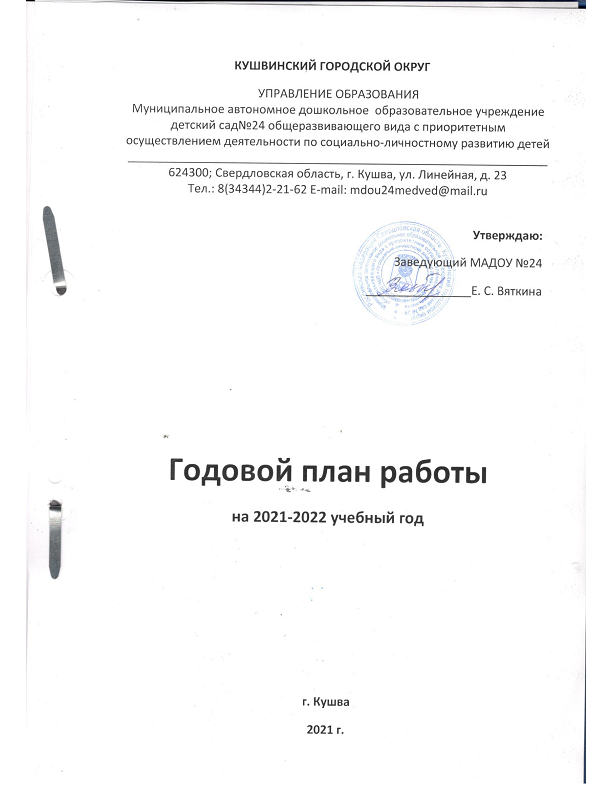 КУШВИНСКИЙ ГОРОДСКОЙ ОКРУГ
УПРАВЛЕНИЕ ОБРАЗОВАНИЯ
Муниципальное автономное дошкольное образовательное учреждение
детский сад№24 общеразвивающего вида с приоритетным
осуществлением деятельности по социально-личностному развитию детей
624300; Свердловская область, г. Кушва, ул. Линейная, д. 23
Тел.: 8(34344)2-21-62 E-mail: mdou24medved@mail.ru
Утверждаю:
Заведующий МАДОУ №24
Е. С. Вяткина
Годовой план работы
на 2021-2022 учебный год
г. Кушва
2021 г.